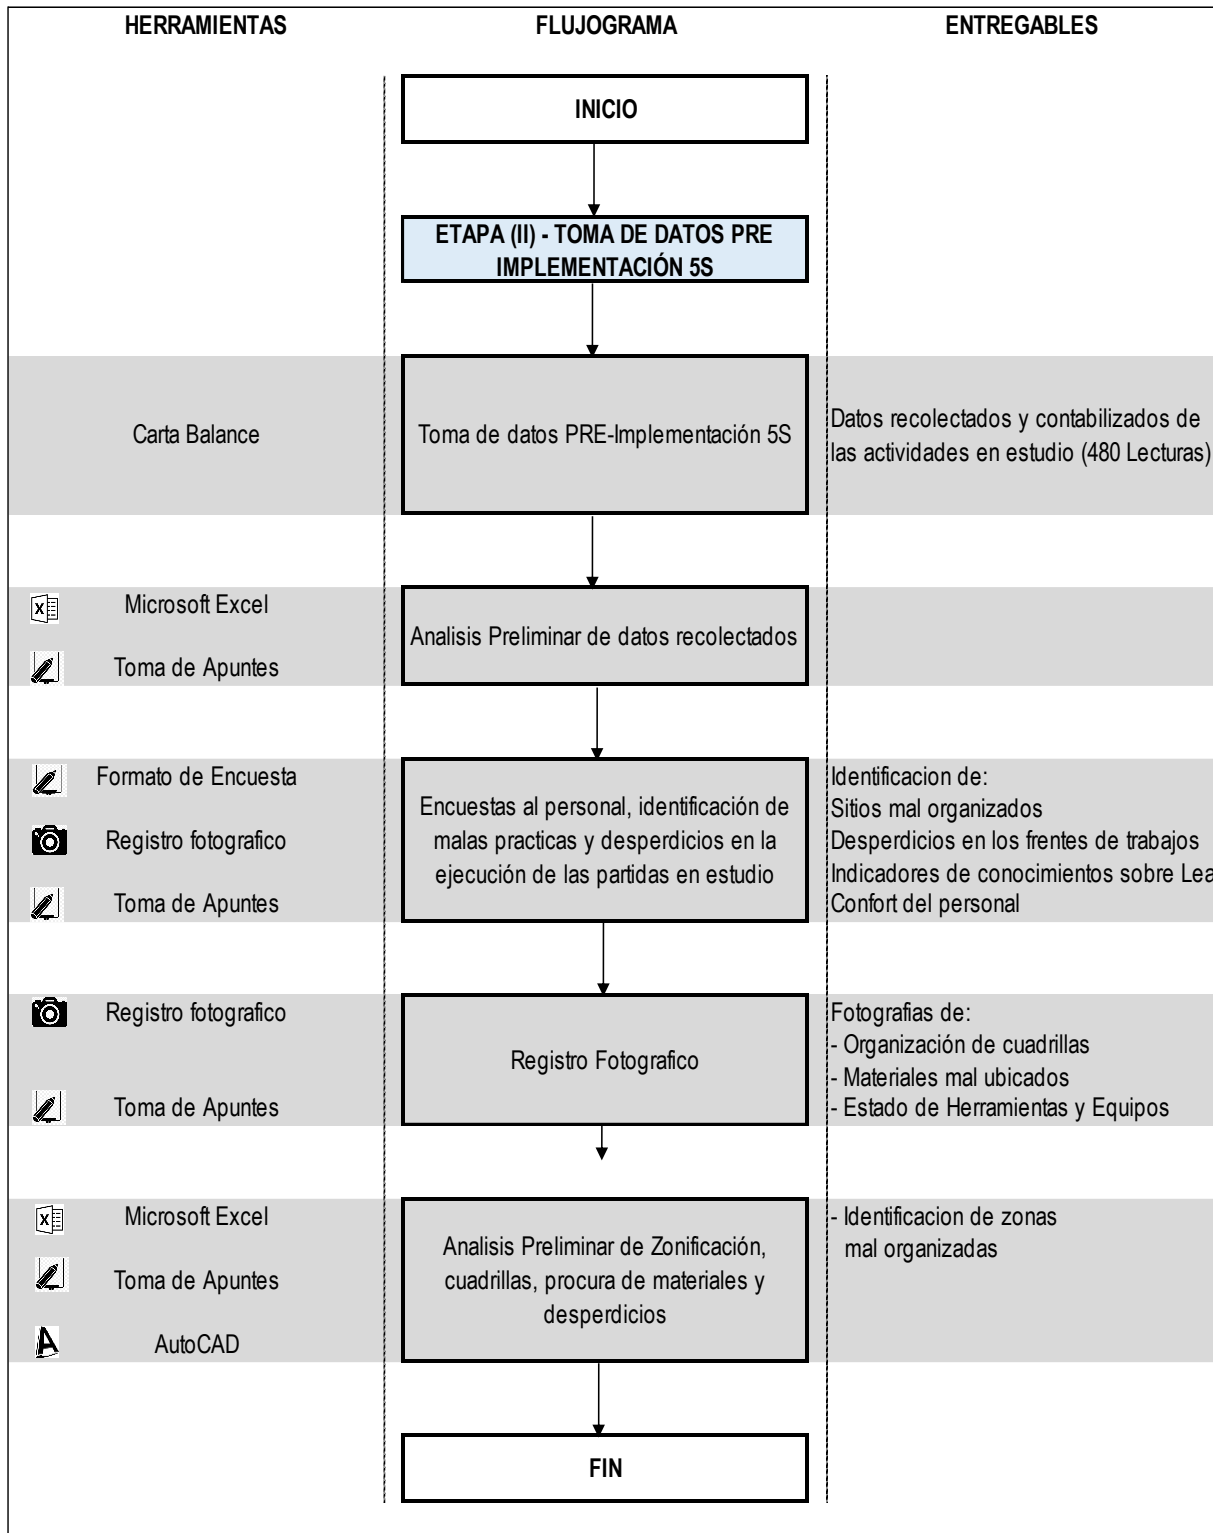 HERRAMIENTAS
FLUJOGRAMA
ENTREGABLES
INICIO
ETAPA (II) - TOMA DE DATOS PRE
IMPLEMENTACIÓN 5S
Carta Balance
Toma de datos PRE-Implementación 5S
Datos recolectados y contabilizados de
las actividades en estudio (480 Lecturas)
Microsoft Excel
Toma de Apuntes
Analisis Preliminar de datos recolectados
Formato de Encuesta
Registro fotografico
Toma de Apuntes
Encuestas al personal, identificación de
malas practicas y desperdicios en la
ejecución de las partidas en estudio
Identificacion de:
Sitios mal organizados
Desperdicios en los frentes de trabajos
Indicadores de conocimientos sobre Lea
Confort del personal
Registro fotografico
Toma de Apuntes
Registro Fotografico
Fotografias de:
- Organización de cuadrillas
- Materiales mal ubicados
- Estado de Herramientas y Equipos
Microsoft Excel
Toma de Apuntes
AutoCAD
Analisis Preliminar de Zonificación,
cuadrillas, procura de materiales y
desperdicios
- Identificacion de zonas
mal organizadas
FIN